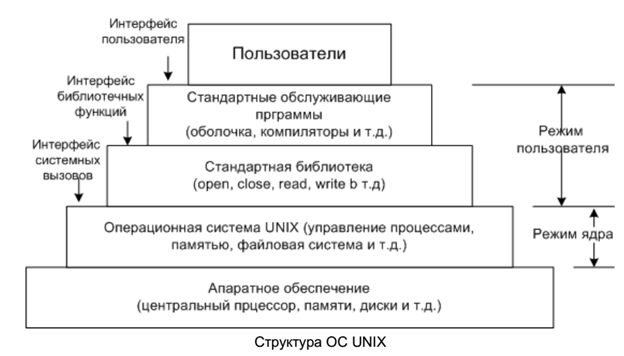 Интерфейс
пользователя
Пользователи
Интерфейс
библиотечных
функций
Стандартные обслуживающие
прграммы
(оболочка, компиляторы и т.д.)
Режим
пользователя
Интерфейс
системных
вызовов
Стандартная библиотека
(open, close, read, write b т.д)
Операционная система UNIX (управление процессами,
памятью, файловая система и т.д.)
Режим ядра
Апаратное обеспечение
(центральный прцессор, памяти, диски и т.д.)
Структура ОС UNIX